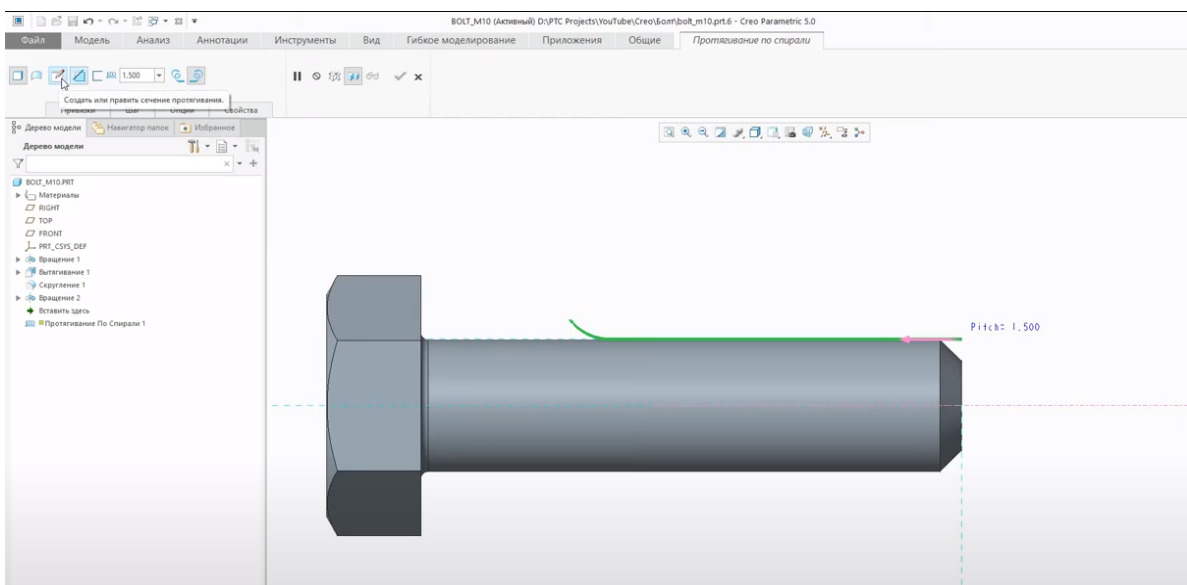 BOLT_M10 (Активный) D:\PTC Projects\YouTube\Creo\Болт\bolt_m10.prt.6 - Creo Parametric 5.0
Файл Модель Анализ Аннотации Инструменты Вид Гибкое моделирование Приложения Общие Протягивание по спирали
1.500
Создать или править сечение протягивания.
Привязки Шаг Опции Свойства
Дерево модели Навигатор папок Избранное
Дерево модели
BOLT_M10.PRT
Материалы
RIGHT
TOP
FRONT
PRT_CSYS_DEF
Вращение 1
Вытягивание 1
Скругление 1
Вращение 2
Вставить здесь
Протягивание По Спирали 1
Pitch= 1.500